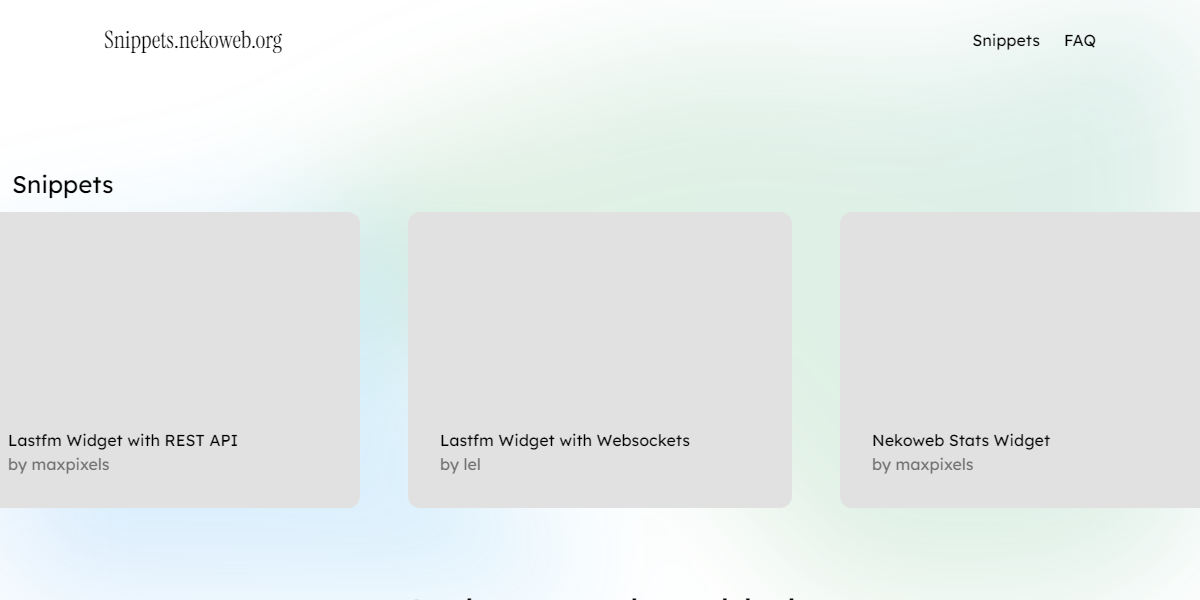 Snippets.nekoweb.org
Snippets FAQ
Snippets
Lastfm Widget with REST API
by maxpixels
Lastfm Widget with Websockets
by lel
Nekoweb Stats Widget
by maxpixels